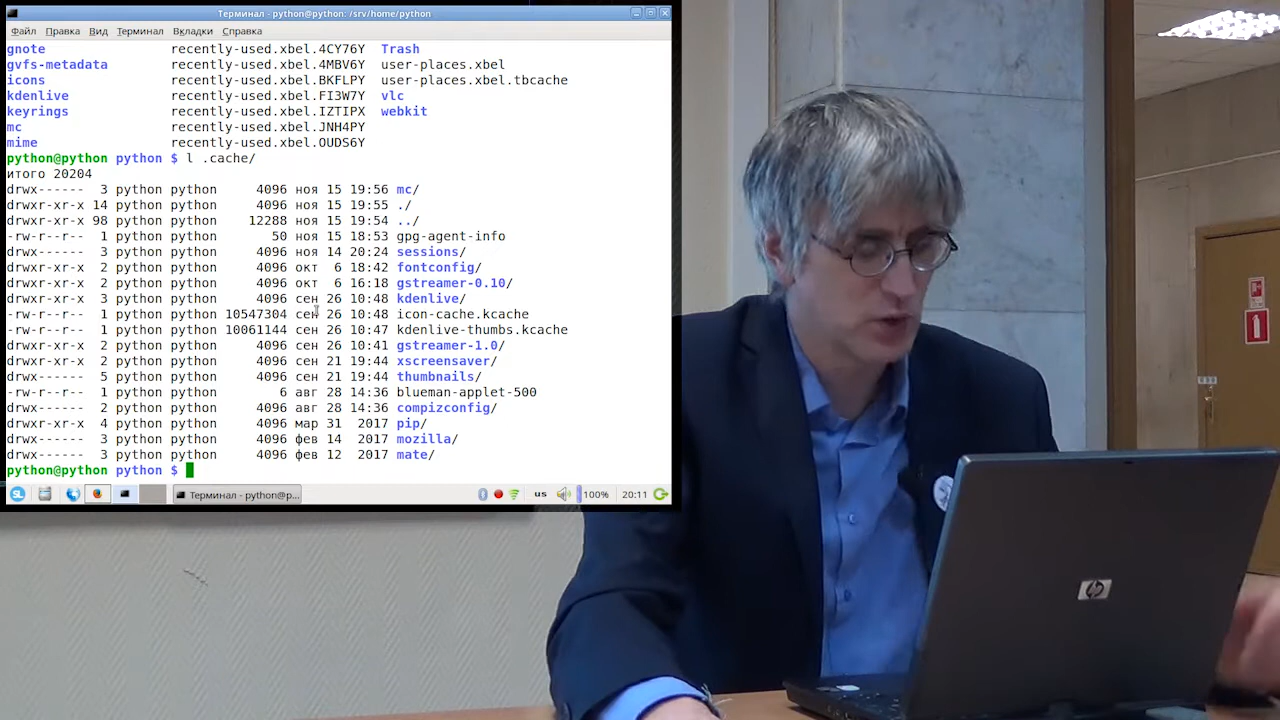 Терминал - python@python: /srv/home/python
Файл Правка Вид Терминал Вкладки Справка
gnote recently-used.xbel.4CY76Y Trash
gvfs-metadata recently-used.xbel.4MBV6Y user-places.xbel
icons recently-used.xbel.BKFLPY user-places.xbel.tbcache
kdenlive recently-used.xbel.FI3W7Y vlc
keyrings recently-used.xbel.IZTIPX webkit
mc recently-used.xbel.JNH4PY
mime recently-used.xbel.OUDS6Y
python@python python $ l .cache/
итого 20204
drwx------ 3 python python 4096 ноя 15 19:56 mc/
drwxr-xr-x 14 python python 4096 ноя 15 19:55 ./
drwxr-xr-x 98 python python 12288 ноя 15 19:54 ../
-rw-r--r-- 1 python python 50 ноя 15 18:53 gpg-agent-info
drwx------ 3 python python 4096 ноя 14 20:24 sessions/
drwxr-xr-x 2 python python 4096 окт 6 18:42 fontconfig/
drwxr-xr-x 2 python python 4096 окт 6 16:18 gstreamer-0.10/
drwxr-xr-x 3 python python 4096 сен 26 10:48 kdenlive/
-rw-r--r-- 1 python python 10547304 сен 26 10:48 icon-cache.kcache
-rw-r--r-- 1 python python 10061144 сен 26 10:47 kdenlive-thumbs.kcache
drwxr-xr-x 2 python python 4096 сен 26 10:41 gstreamer-1.0/
drwxr-xr-x 2 python python 4096 сен 21 19:44 xscreensaver/
drwx------ 5 python python 4096 сен 21 19:44 thumbnails/
-rw-r--r-- 1 python python 6 авг 28 14:36 blueman-applet-500
drwx------ 2 python python 4096 авг 28 14:36 compizconfig/
drwxr-xr-x 4 python python 4096 мар 31 2017 pip/
drwx------ 3 python python 4096 фев 14 2017 mozilla/
drwx------ 3 python python 4096 фев 12 2017 mate/
python@python python $
SL Терминал - python@p... us 100% 20:11
hp